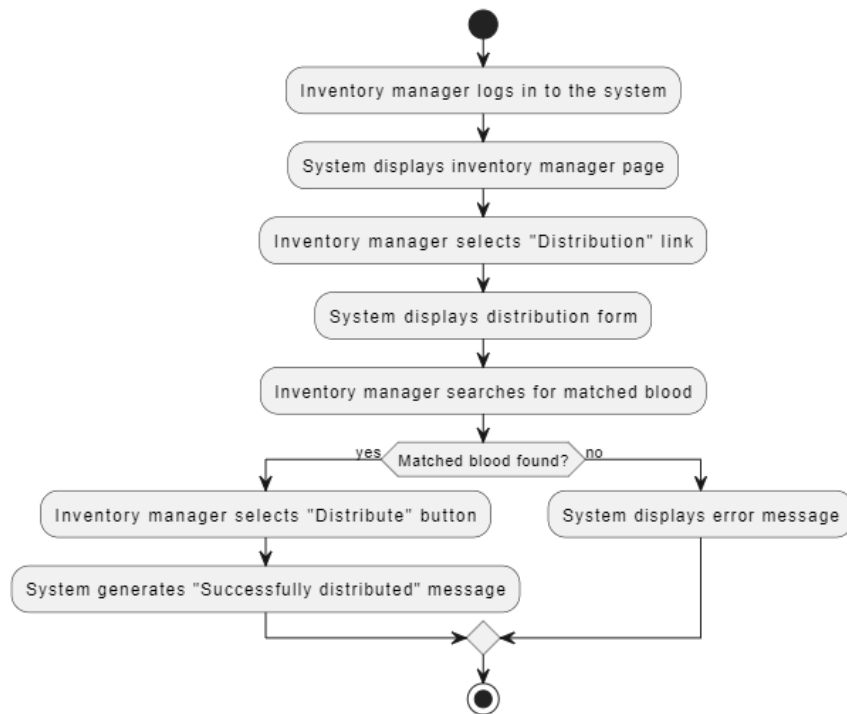 Inventory manager logs in to the system
System displays inventory manager page
Inventory manager selects "Distribution" link
System displays distribution form
Inventory manager searches for matched blood
yes
Matched blood found?
no
Inventory manager selects "Distribute" button
System displays error message
System generates "Successfully distributed" message